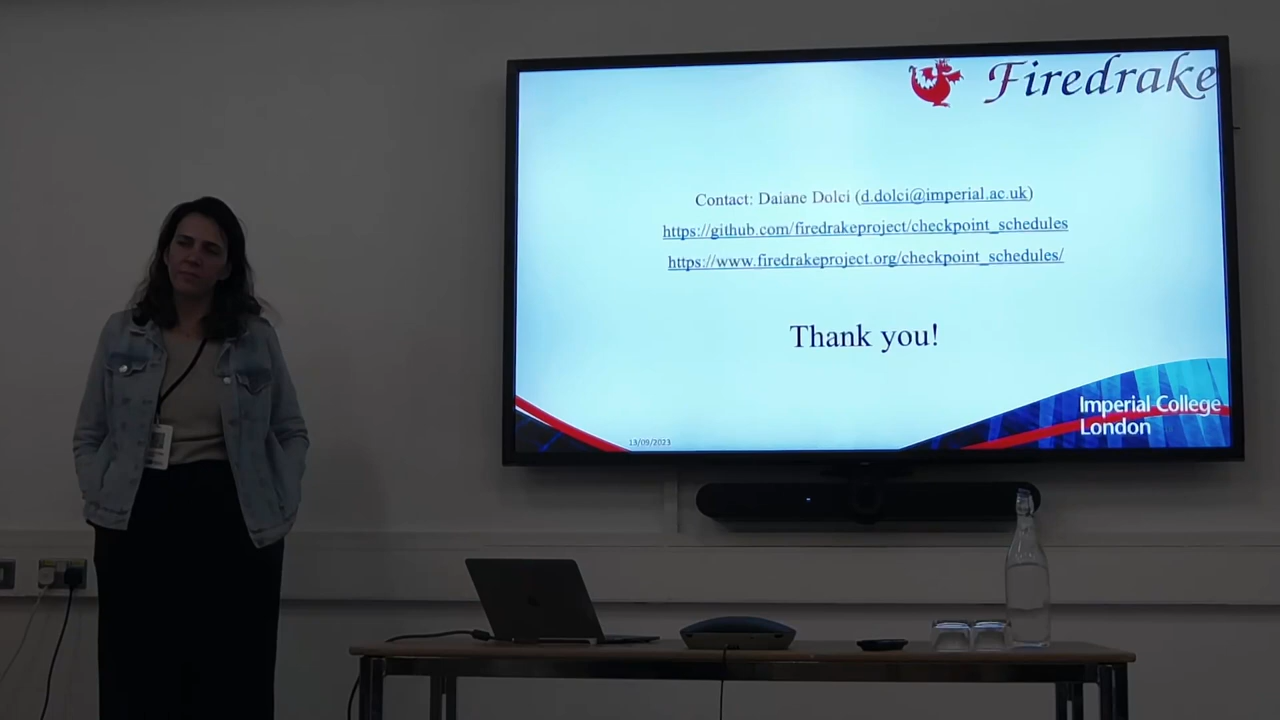 Firedrake
Contact: Daiane Dolci (d.dolci@imperial.ac.uk)
https://github.com/firedrakeproject/checkpoint_schedules
https://www.firedrakeproject.org/checkpoint_schedules/
Thank you!
Imperial College
London
13/09/2023